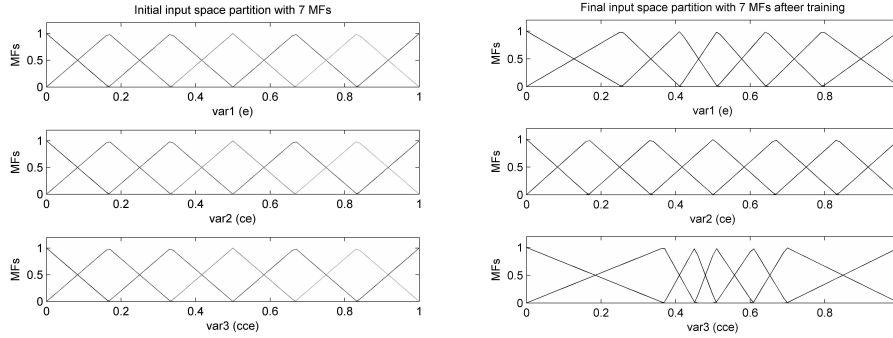 Initial input space partition with 7 MFs
1
0.5
0
MFs
0 0.2 0.4 0.6 0.8 1
var1 (e)
1
0.5
0
MFs
0 0.2 0.4 0.6 0.8 1
var2 (ce)
1
0.5
0
MFs
0 0.2 0.4 0.6 0.8 1
var3 (cce)
Final input space partition with 7 MFs afteer training
1
0.5
0
MFs
0 0.2 0.4 0.6 0.8
var1 (e)
1
0.5
0
MFs
0 0.2 0.4 0.6 0.8
var2 (ce)
1
0.5
0
MFs
0 0.2 0.4 0.6 0.8
var3 (cce)